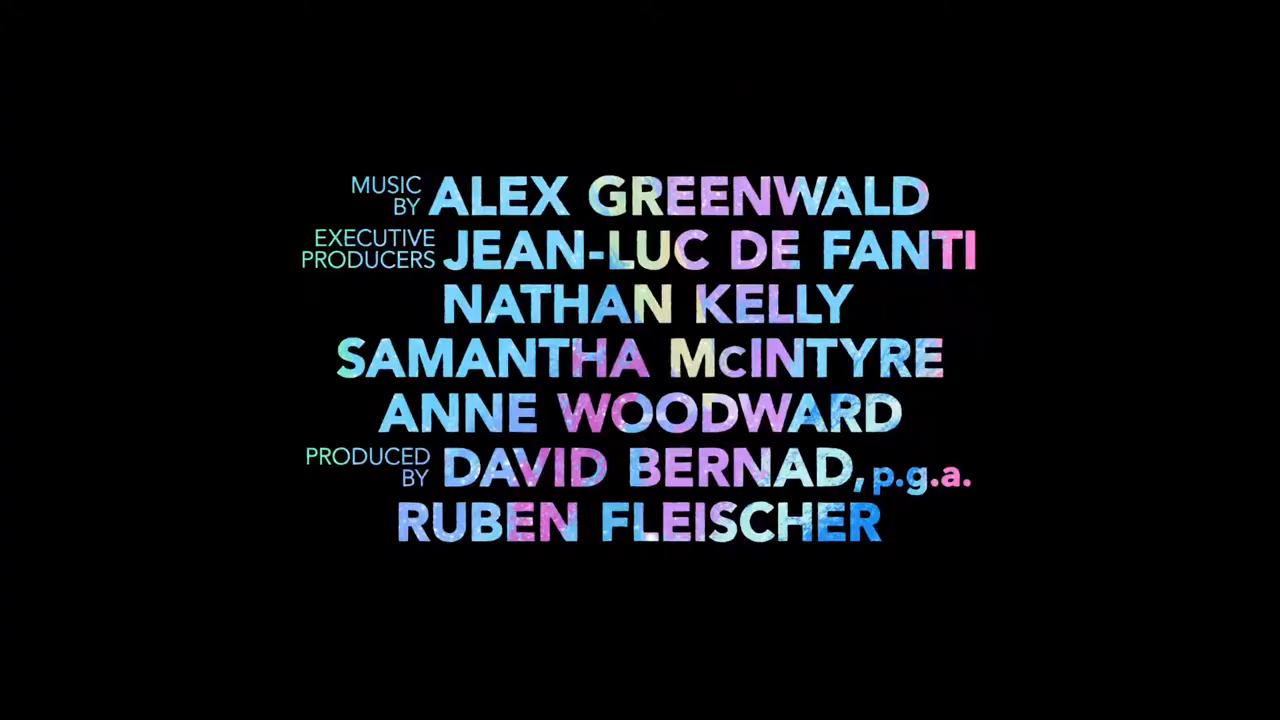 MUSIC BY ALEX GREENWALD
EXECUTIVE PRODUCERS JEAN-LUC DE FANTI
NATHAN KELLY
SAMANTHA McINTYRE
ANNE WOODWARD
PRODUCED BY DAVID BERNAD, p.g.a.
RUBEN FLEISCHER